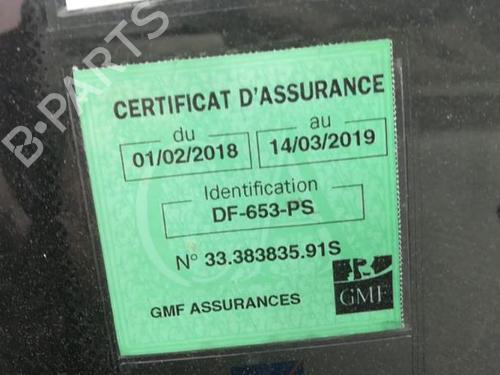 B-PARTS
CERTIFICAT D'ASSURANCE
du au
01/02/2018 14/03/2019
Identification
DF-653-PS
N° 33.383835.91S
GMF ASSURANCES
GMF